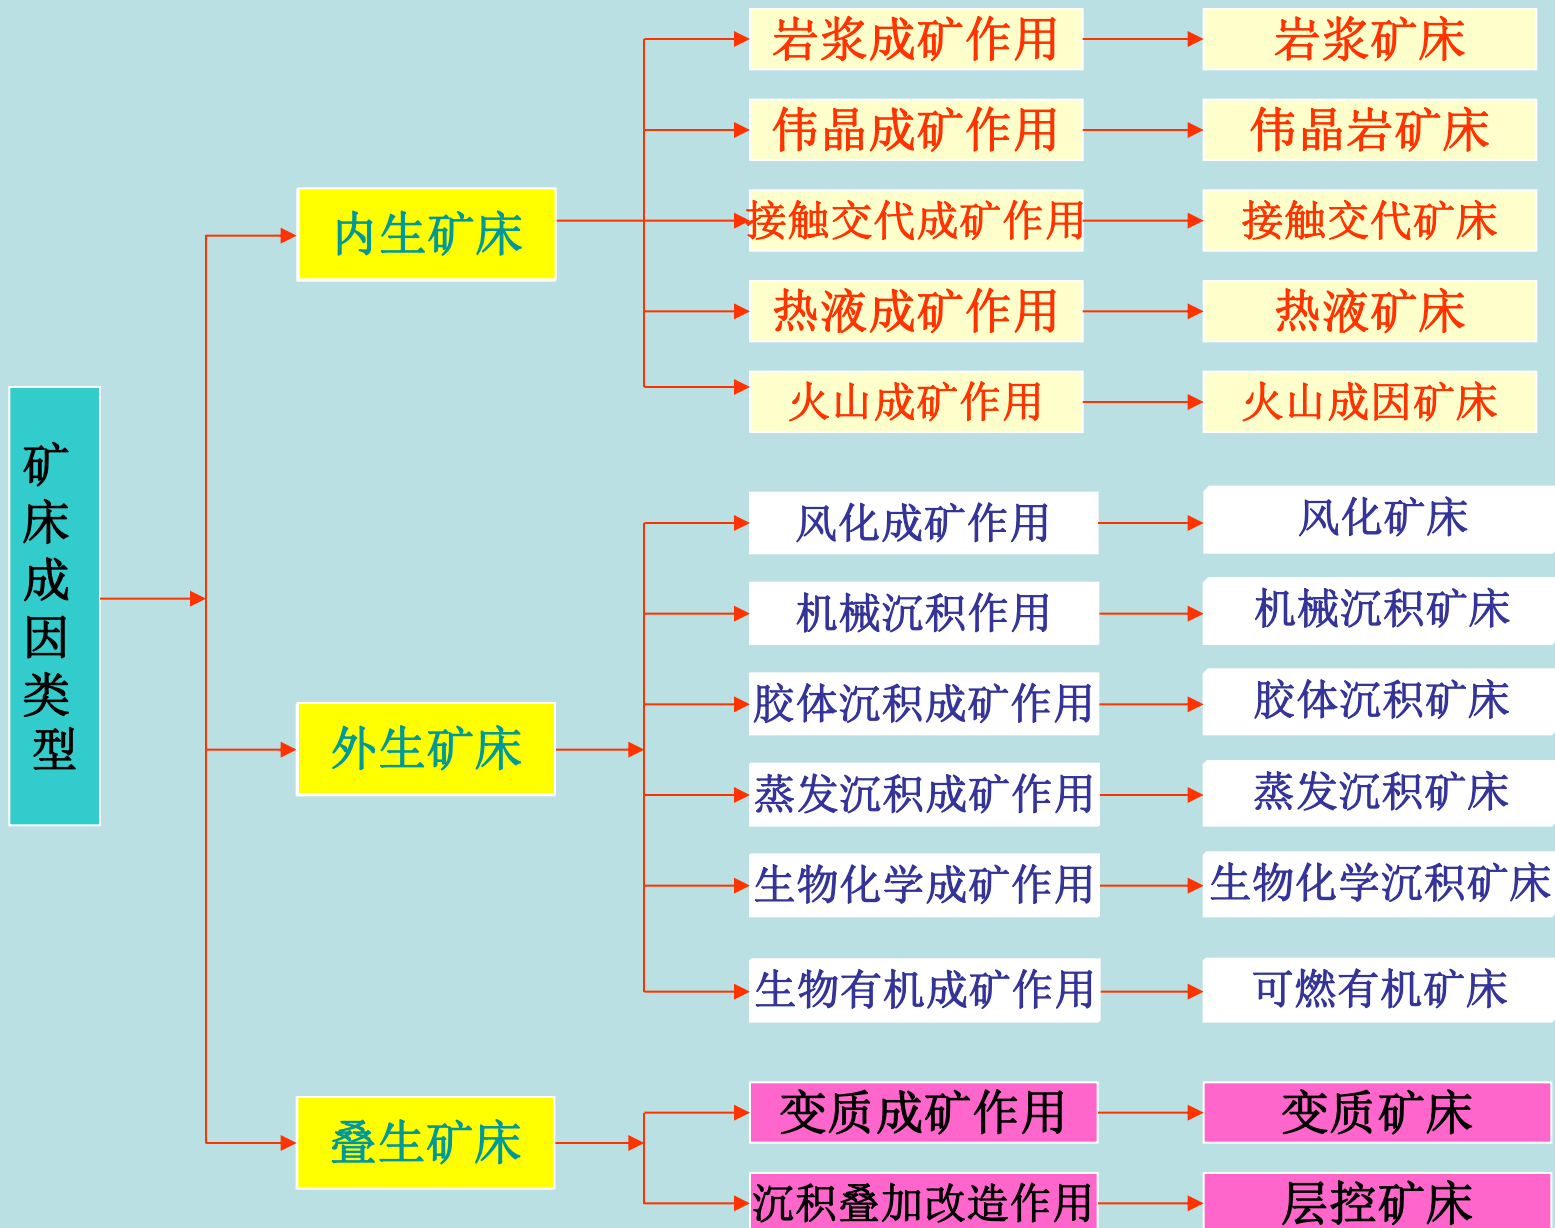 矿床成因类型
内生矿床
岩浆成矿作用
岩浆矿床
伟晶成矿作用
伟晶岩矿床
接触交代成矿作用
接触交代矿床
热液成矿作用
热液矿床
火山成矿作用
火山成因矿床
外生矿床
风化成矿作用
风化矿床
机械沉积作用
机械沉积矿床
胶体沉积成矿作用
胶体沉积矿床
蒸发沉积成矿作用
蒸发沉积矿床
生物化学成矿作用
生物化学沉积矿床
生物有机成矿作用
可燃有机矿床
叠生矿床
变质成矿作用
变质矿床
沉积叠加改造作用
层控矿床